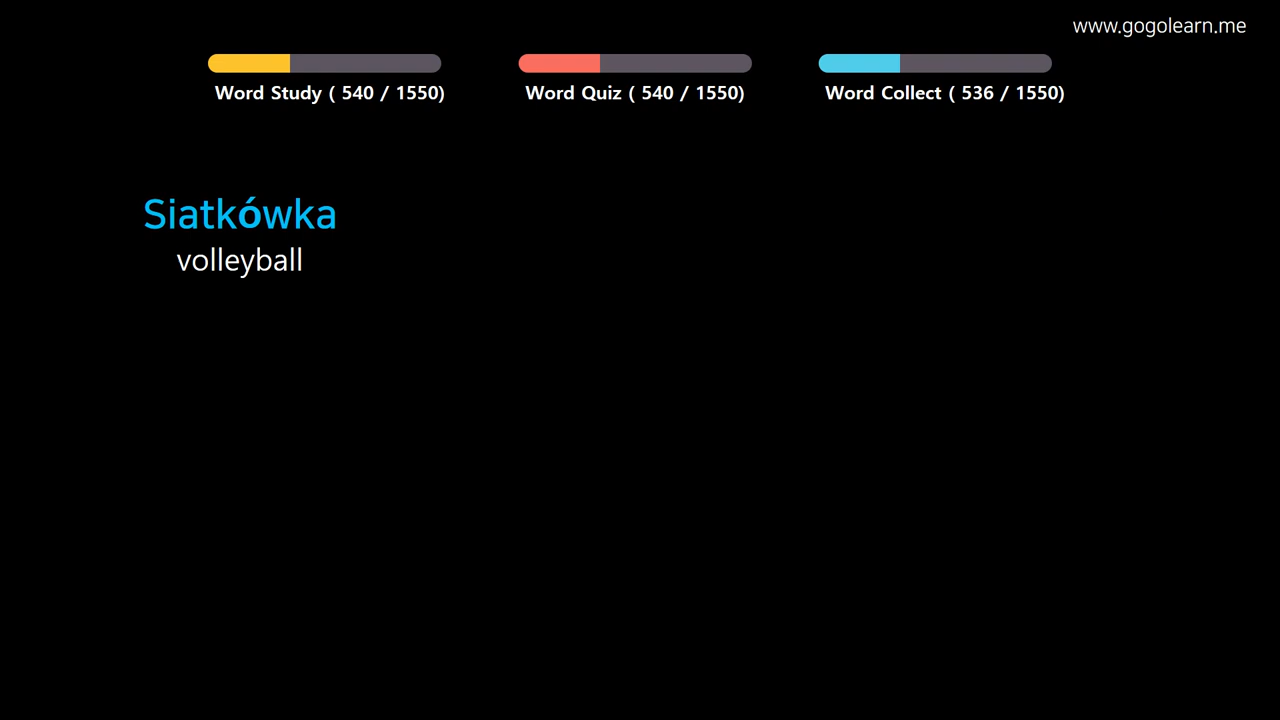 www.gogolearn.me
Word Study ( 540 / 1550)
Word Quiz ( 540 / 1550)
Word Collect ( 536 / 1550)
Siatkówka
volleyball